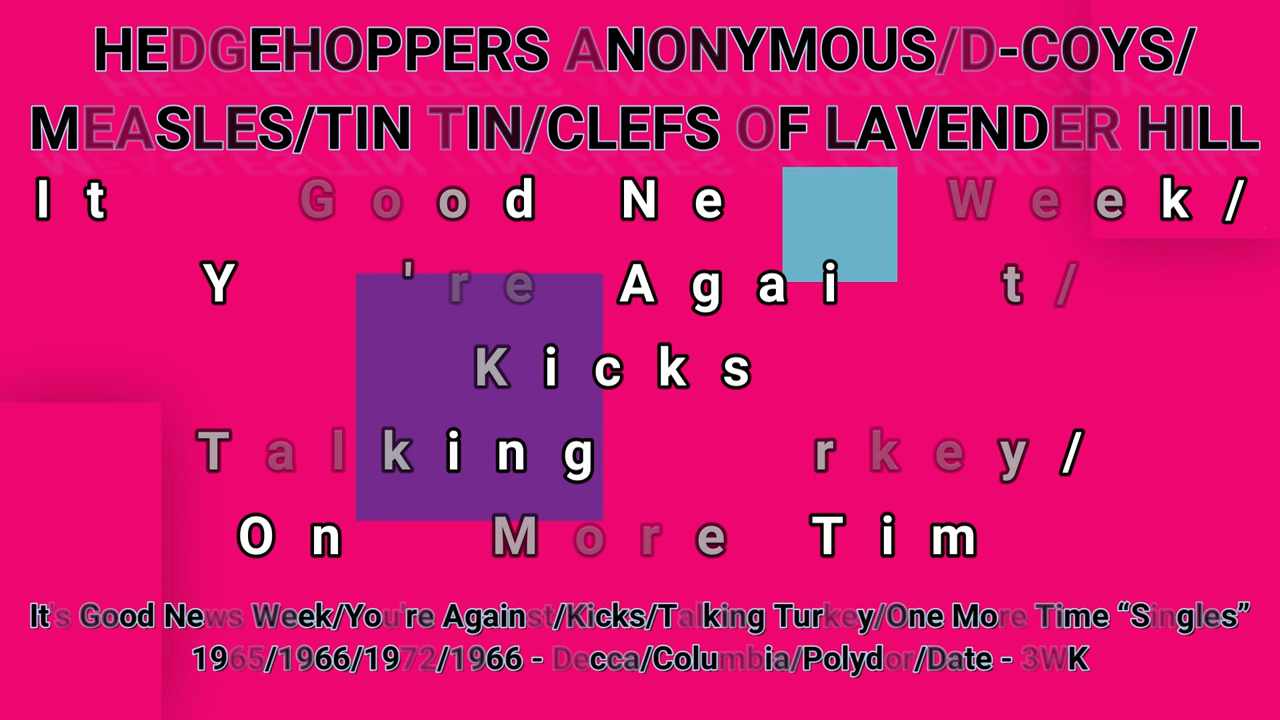 HEDGEHOPPERS ANONYMOUS/D-COYS/
MEASLES/TIN TIN/CLEFS OF LAVENDER HILL
It Good Ne Week/
Y 're Agai t/
Kicks
Talking rkey/
On More Tim
It's Good News Week/You're Against/Kicks/Talking Turkey/One More Time “Singles”
1965/1966/1972/1966 - Decca/Columbia/Polydor/Date - 3WK